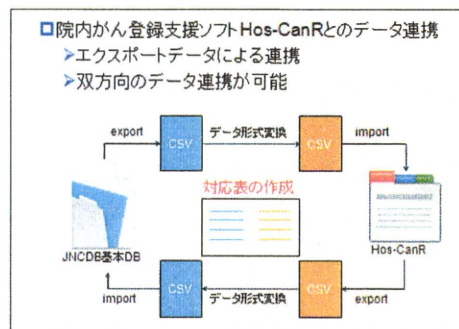 院内がん登録支援ソフトHos-CanRとのデータ連携
エクスポートデータによる連携
双方向のデータ連携が可能
export
CSV
データ形式変換
CSV
import
対応表の作成
JNCDB基本DB
Hos-CanR
import
CSV
データ形式変換
CSV
export